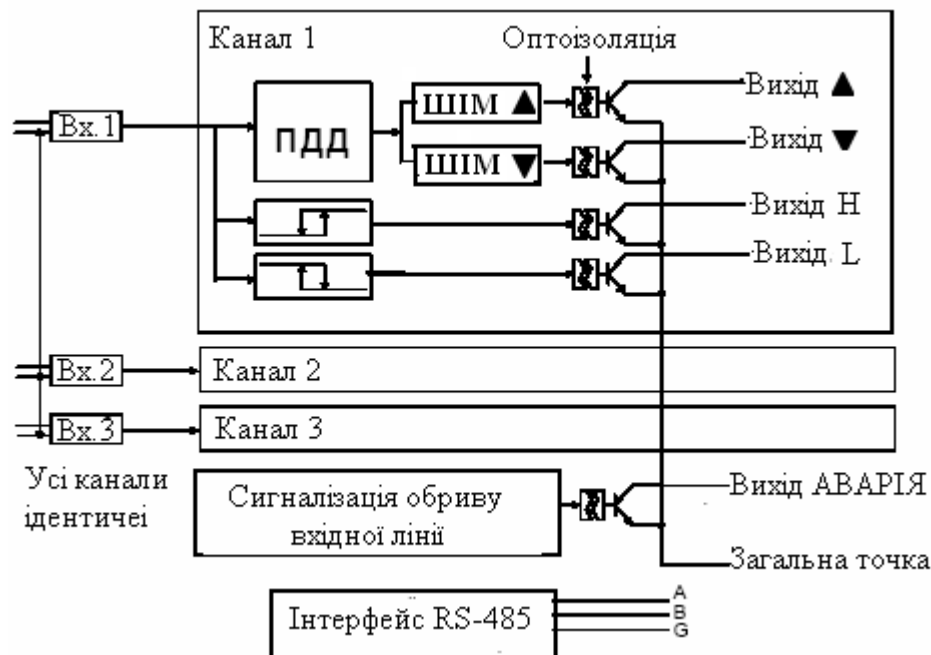 Канал 1
Оптоізоляція
Вх.1
ПДД
ШІМ ▲
ШІМ ▼
Вихід ▲
Вихід ▼
Вихід H
Вихід. L
Вх.2
Канал 2
Вх.3
Канал 3
Усі канали
ідентичеі
Сигналізація обриву
вхідної лінії
Вихід АВАРІЯ
Загальна точка
Інтерфейс RS-485
A
B
G